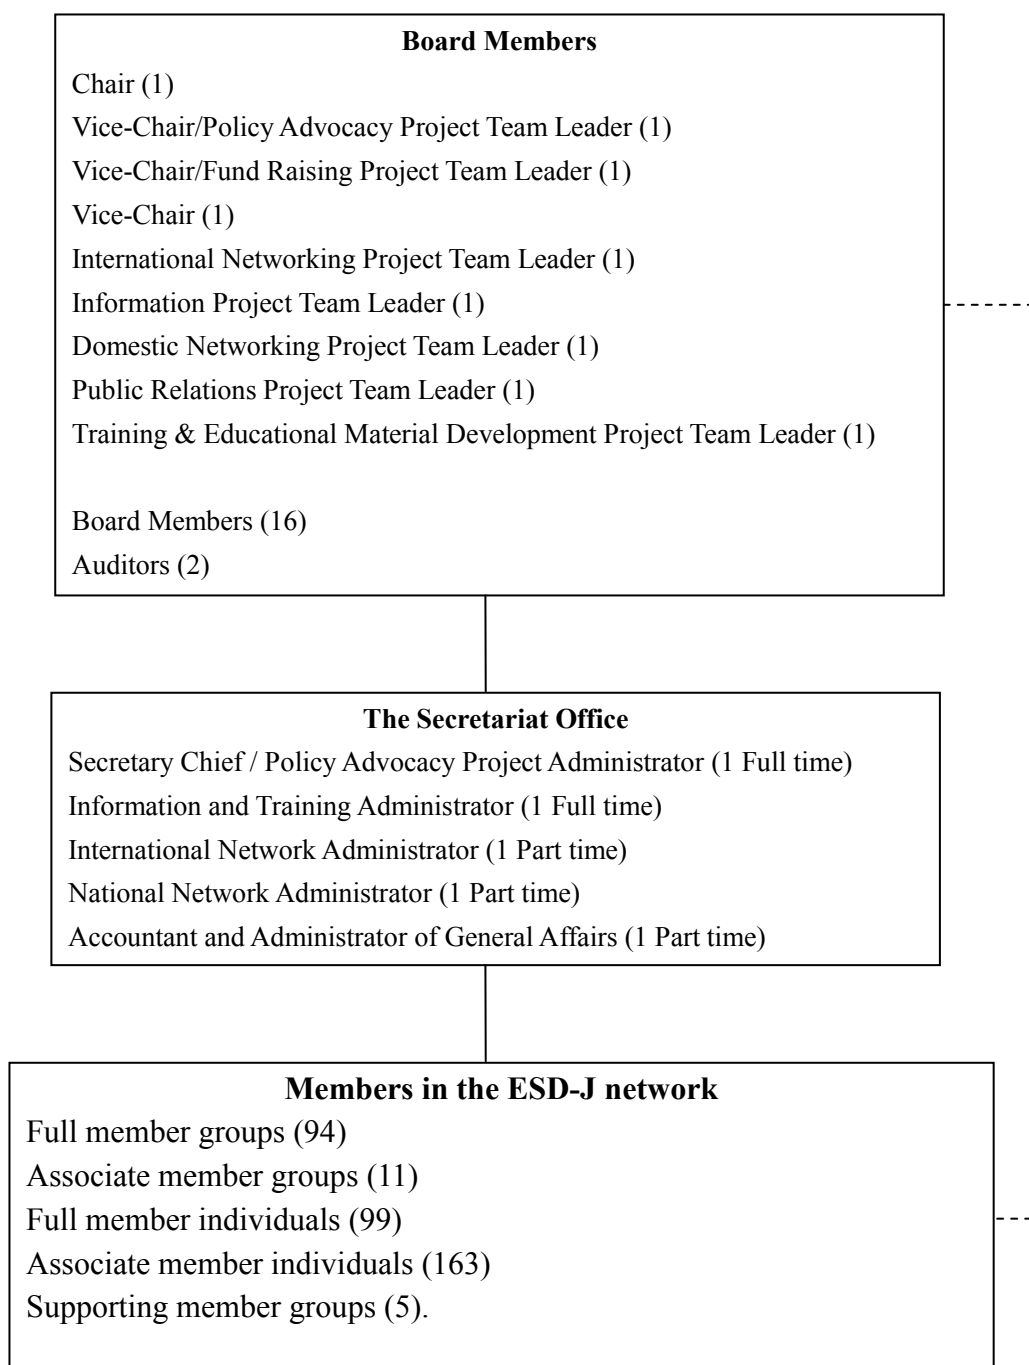 Board Members
Chair (1)
Vice-Chair/Policy Advocacy Project Team Leader (1)
Vice-Chair/Fund Raising Project Team Leader (1)
Vice-Chair (1)
International Networking Project Team Leader (1)
Information Project Team Leader (1)
Domestic Networking Project Team Leader (1)
Public Relations Project Team Leader (1)
Training & Educational Material Development Project Team Leader (1)
Board Members (16)
Auditors (2)
The Secretariat Office
Secretary Chief / Policy Advocacy Project Administrator (1 Full time)
Information and Training Administrator (1 Full time)
International Network Administrator (1 Part time)
National Network Administrator (1 Part time)
Accountant and Administrator of General Affairs (1 Part time)
Members in the ESD-J network
Full member groups (94)
Associate member groups (11)
Full member individuals (99)
Associate member individuals (163)
Supporting member groups (5).